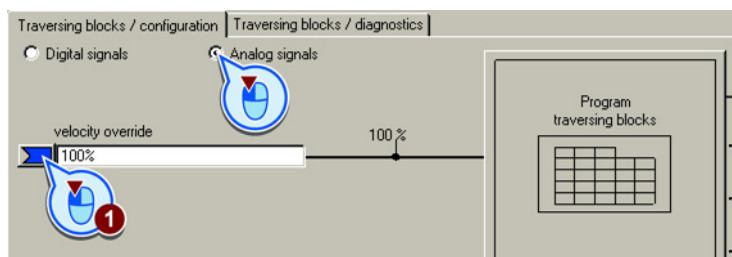 Traversing blocks / configuration
Traversing blocks / diagnostics
Digital signals
Analog signals
velocity override
100%
100 %
Program
traversing blocks
1